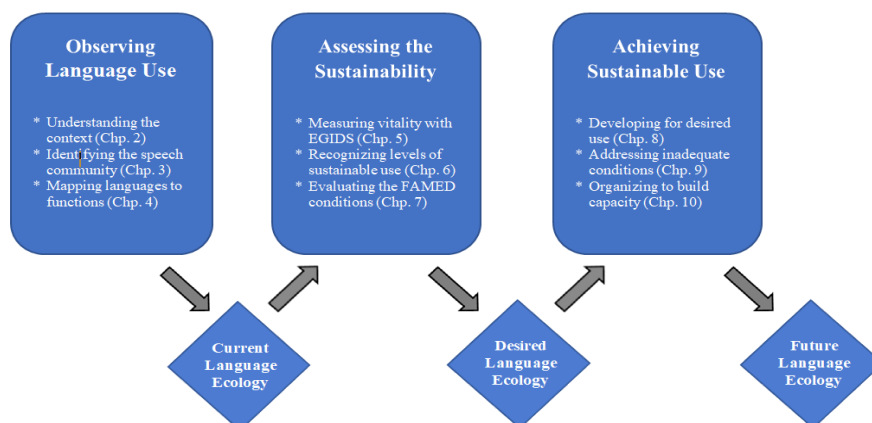 Observing
Language Use
* Understanding the
context (Chp. 2)
* Identifying the speech
community (Chp. 3)
* Mapping languages to
functions (Chp. 4)
Assessing the
Sustainability
* Measuring vitality with
EGIDS (Chp. 5)
* Recognizing levels of
sustainable use (Chp. 6)
* Evaluating the FAMED
conditions (Chp. 7)
Achieving
Sustainable Use
* Developing for desired
use (Chp. 8)
* Addressing inadequate
conditions (Chp. 9)
* Organizing to build
capacity (Chp. 10)
Current
Language
Ecology
Desired
Language
Ecology
Future
Language
Ecology